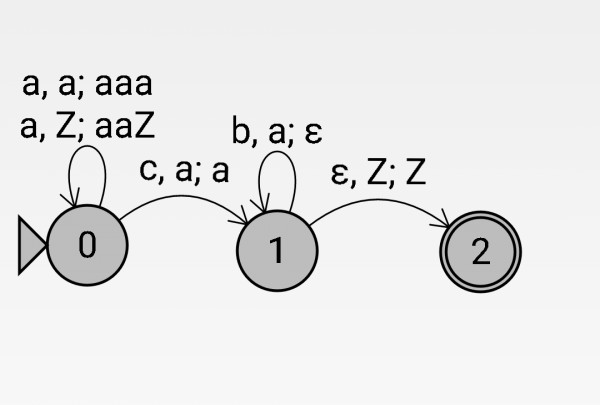 a, a; aaa
a, Z; aaZ
b, a; ε
c, a; a
ε, Z; Z
0
1
2